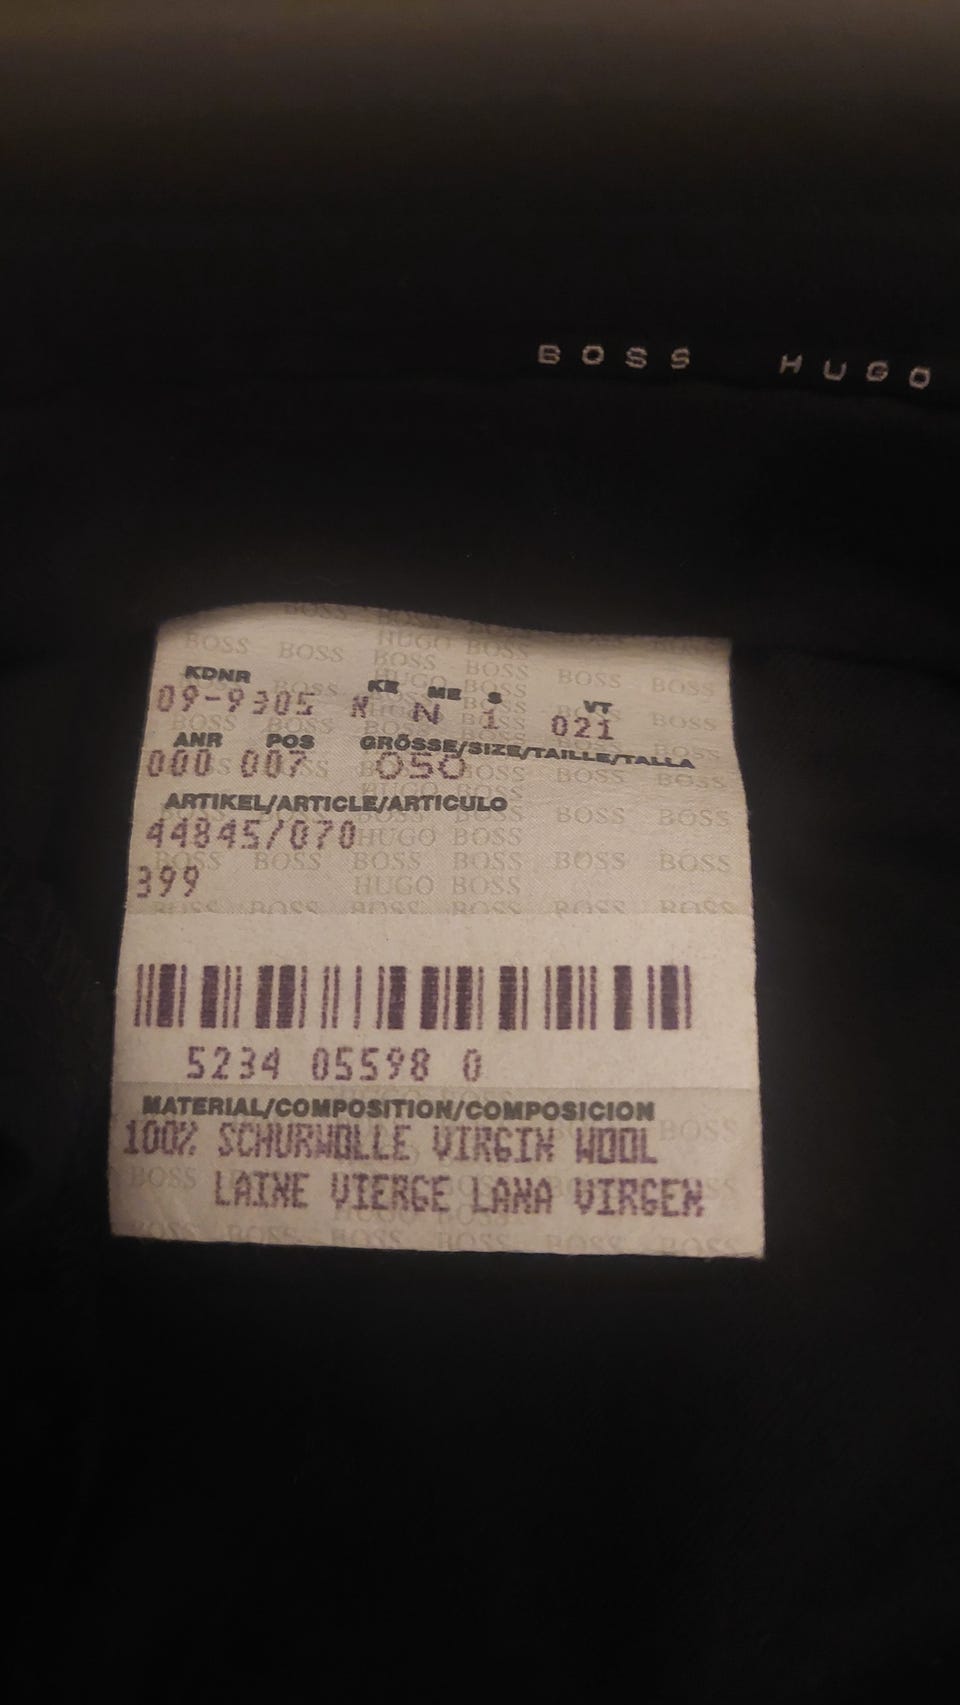 BOSS HUGO
KDNR KE ME S VT
09-9305 N N 1 021
ANR POS GRÖSSE/SIZE/TAILLE/TALLA
000 007 050
ARTIKEL/ARTICLE/ARTICULO
44845/070
399
5234 05598 0
MATERIAL/COMPOSITION/COMPOSICION
100% SCHURWOLLE VIRGIN WOOL
LAINE VIERGE LANA VIRGEN